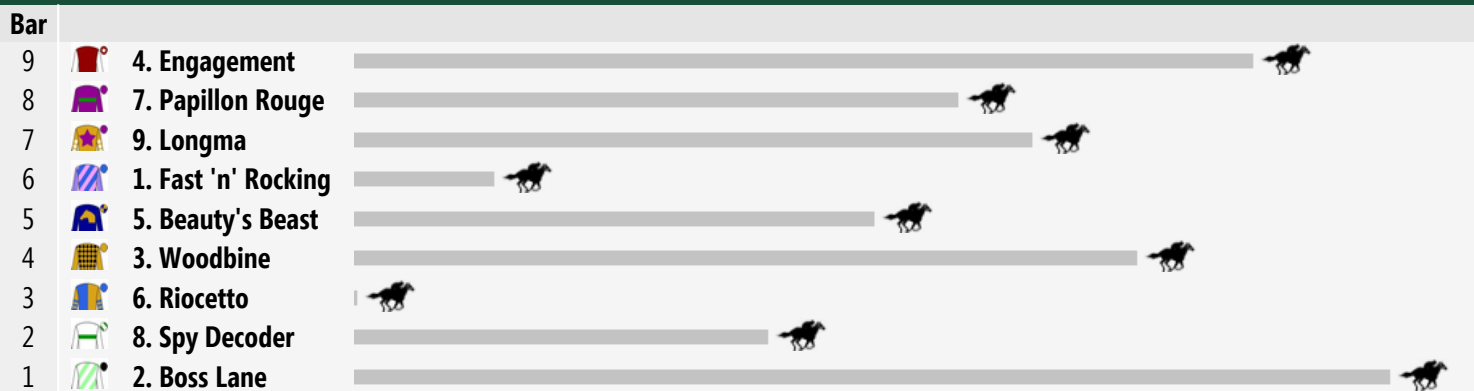 Bar
9 4. Engagement
8 7. Papillon Rouge
7 9. Longma
6 1. Fast 'n' Rocking
5 5. Beauty's Beast
4 3. Woodbine
3 6. Riocetto
2 8. Spy Decoder
1 2. Boss Lane